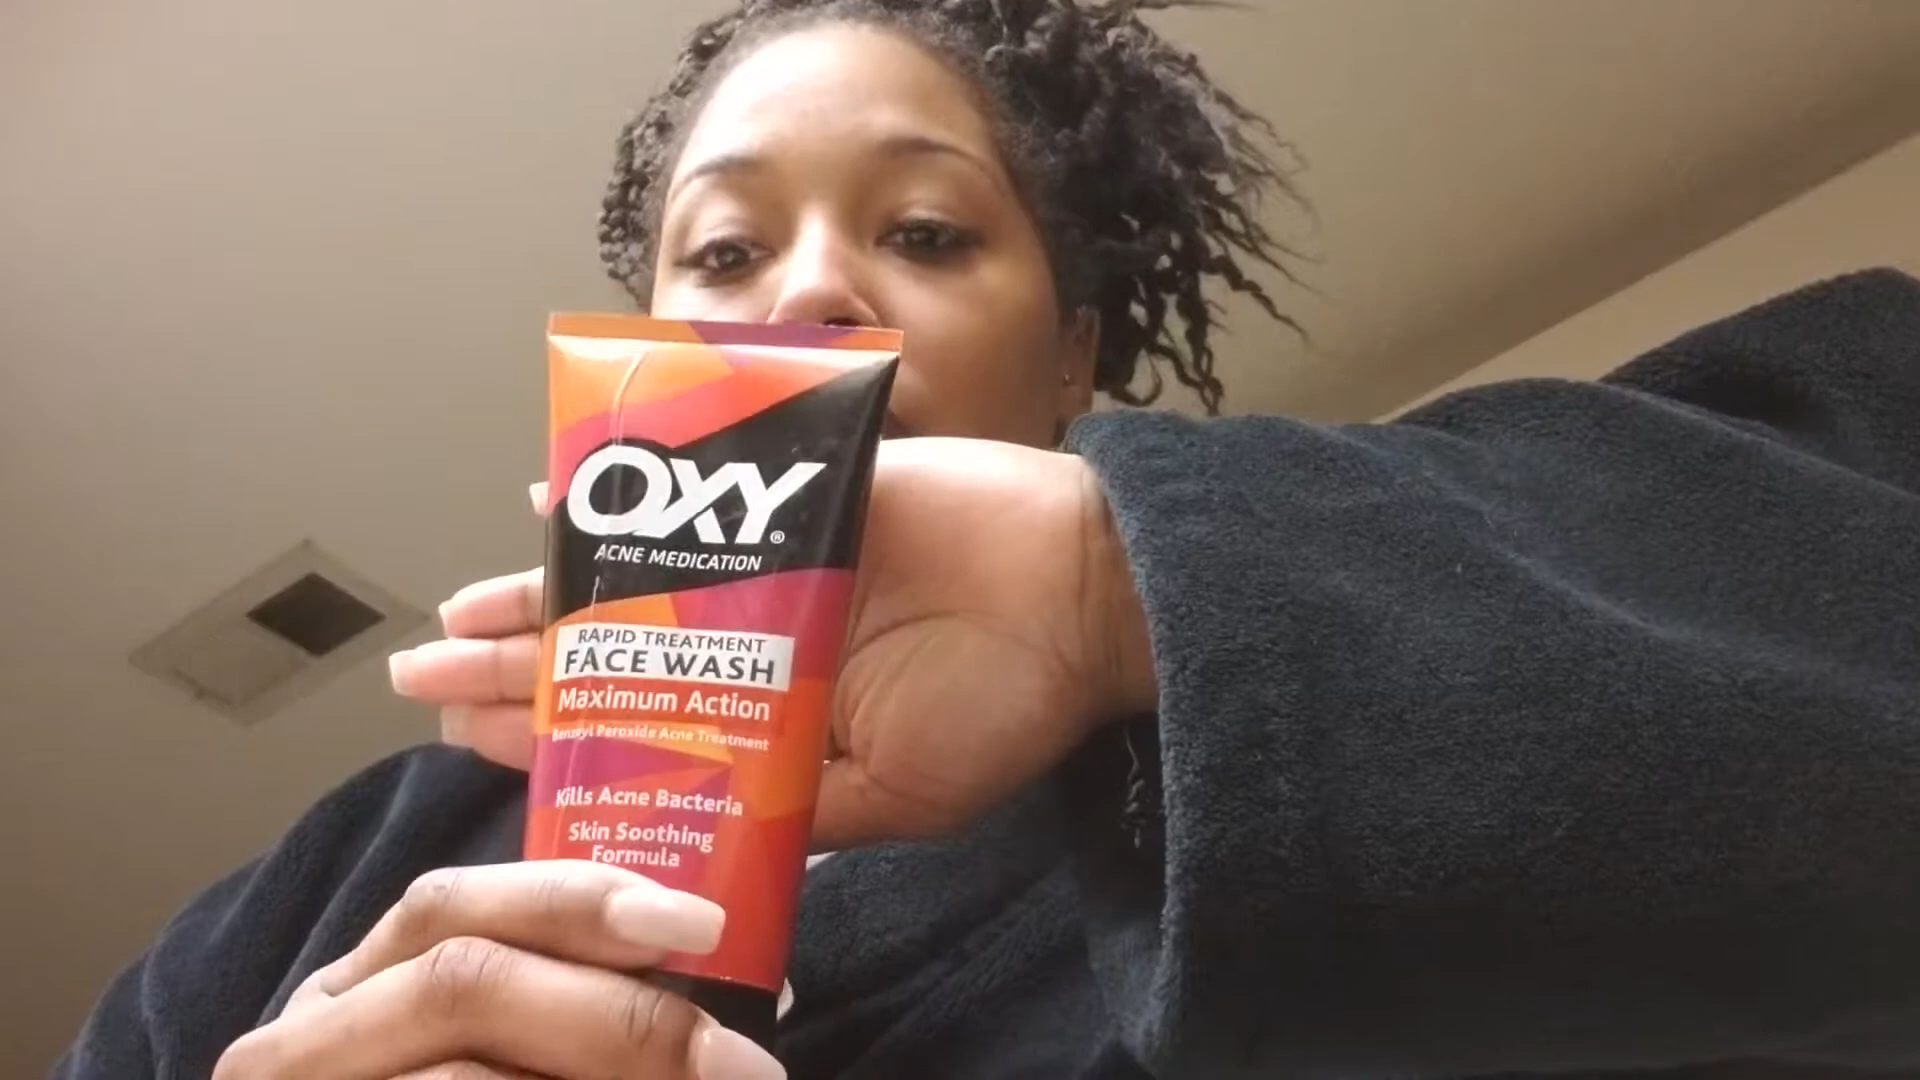 OXY®
ACNE MEDICATION
RAPID TREATMENT
FACE WASH
Maximum Action
Benzoyl Peroxide Acne Treatment
Kills Acne Bacteria
Skin Soothing
Formula